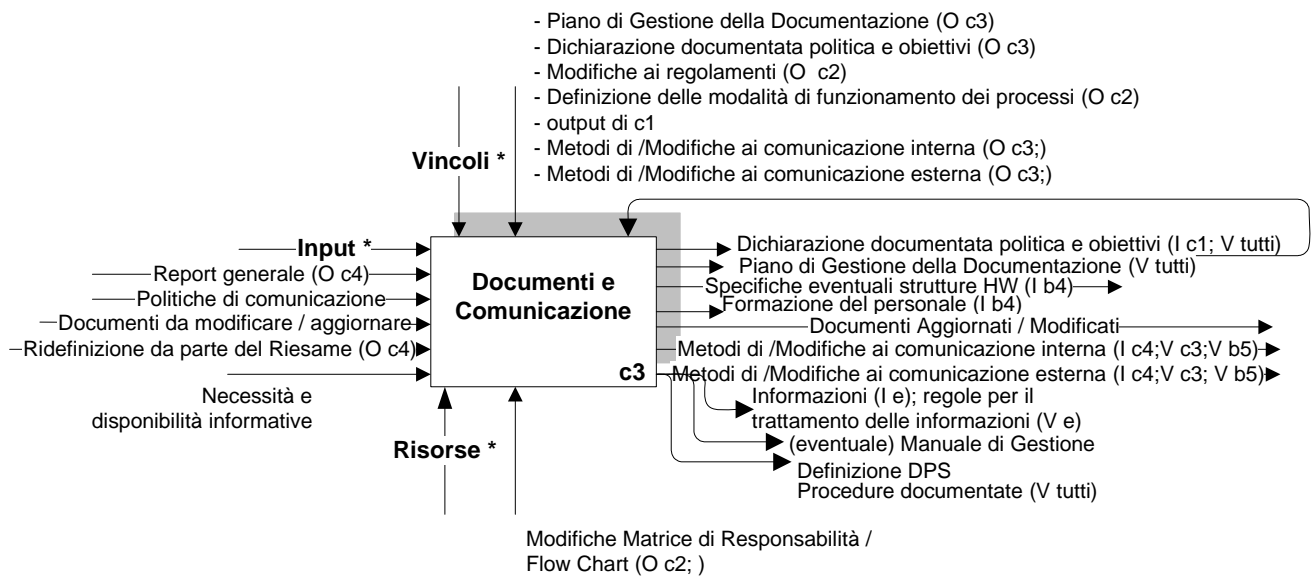 - Piano di Gestione della Documentazione (O c3)
- Dichiarazione documentata politica e obiettivi (O c3)
- Modifiche ai regolamenti (O  c2)
- Definizione delle modalità di funzionamento dei processi (O c2)
- output di c1
- Metodi di /Modifiche ai comunicazione interna (O c3;)
- Metodi di /Modifiche ai comunicazione esterna (O c3;)
Vincoli *
Input *
Report generale (O c4)
Politiche di comunicazione
Documenti da modificare / aggiornare
Ridefinizione da parte del Riesame (O c4)
Necessità e
disponibilità informative
Documenti e
Comunicazione
c3
Dichiarazione documentata politica e obiettivi (I c1; V tutti)
Piano di Gestione della Documentazione (V tutti)
Specifiche eventuali strutture HW (I b4)
Formazione del personale (I b4)
Documenti Aggiornati / Modificati
Metodi di /Modifiche ai comunicazione interna (I c4;V c3;V b5)
Metodi di /Modifiche ai comunicazione esterna (I c4;V c3; V b5)
Informazioni (I e); regole per il
trattamento delle informazioni (V e)
(eventuale) Manuale di Gestione
Definizione DPS
Procedure documentate (V tutti)
Risorse *
Modifiche Matrice di Responsabilità /
Flow Chart (O c2; )